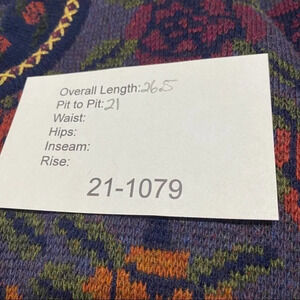 Overall Length: 26.5
Pit to Pit: 21
Waist:
Hips:
Inseam:
Rise:
21-1079